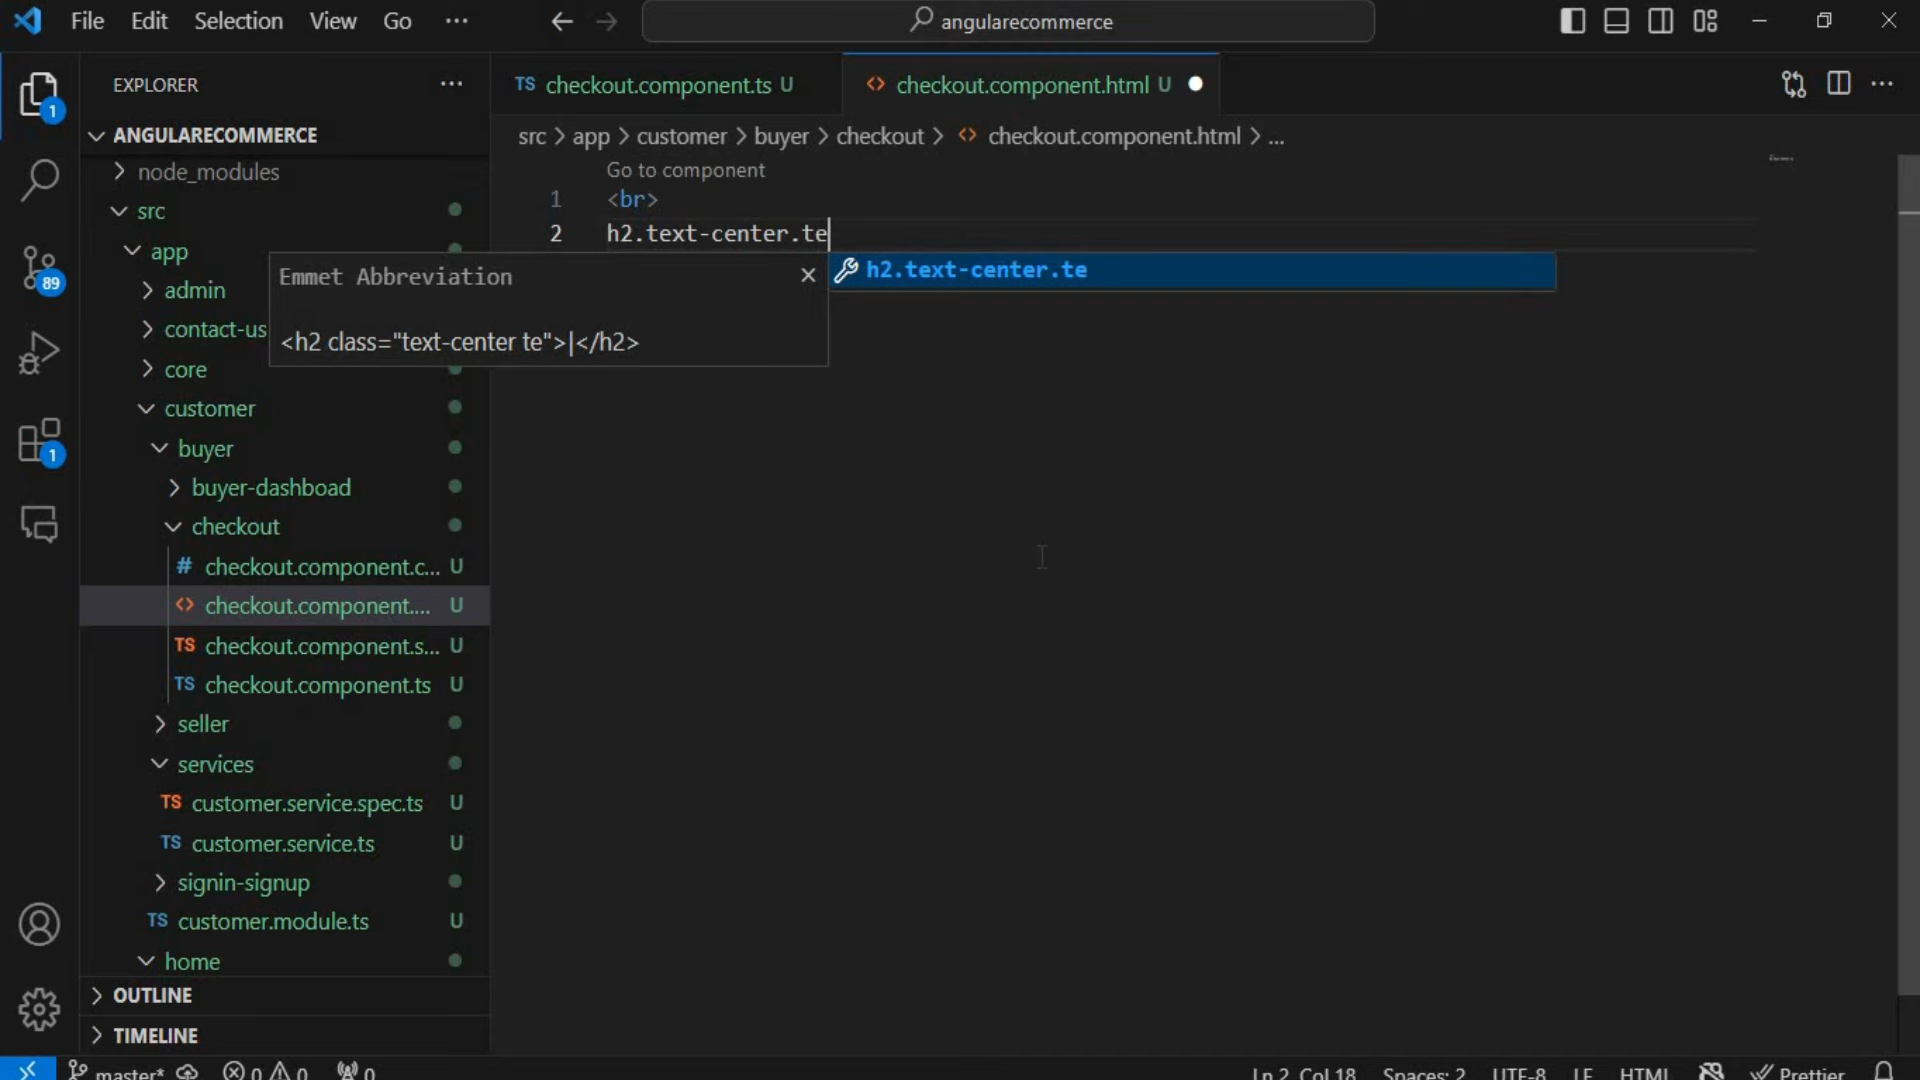 File Edit Selection View Go ···
angularecommerce
EXPLORER ···
ANGULARECOMMERCE
node_modules
src
app
admin
contact-us
core
customer
buyer
buyer-dashboad
checkout
checkout.component.c... U
checkout.component.... U
TS checkout.component.s... U
TS checkout.component.ts U
seller
services
TS customer.service.spec.ts U
TS customer.service.ts U
signin-signup
TS customer.module.ts U
home
OUTLINE
TIMELINE
1
89
1
TS checkout.component.ts U
<> checkout.component.html U
src > app > customer > buyer > checkout > <> checkout.component.html > ...
Go to component
1 <br>
2 h2.text-center.te
Emmet Abbreviation
<h2 class="text-center te">|</h2>
h2.text-center.te
master* 0 0 0
Ln 2, Col 18 Spaces: 2 UTF-8 LF HTML Prettier